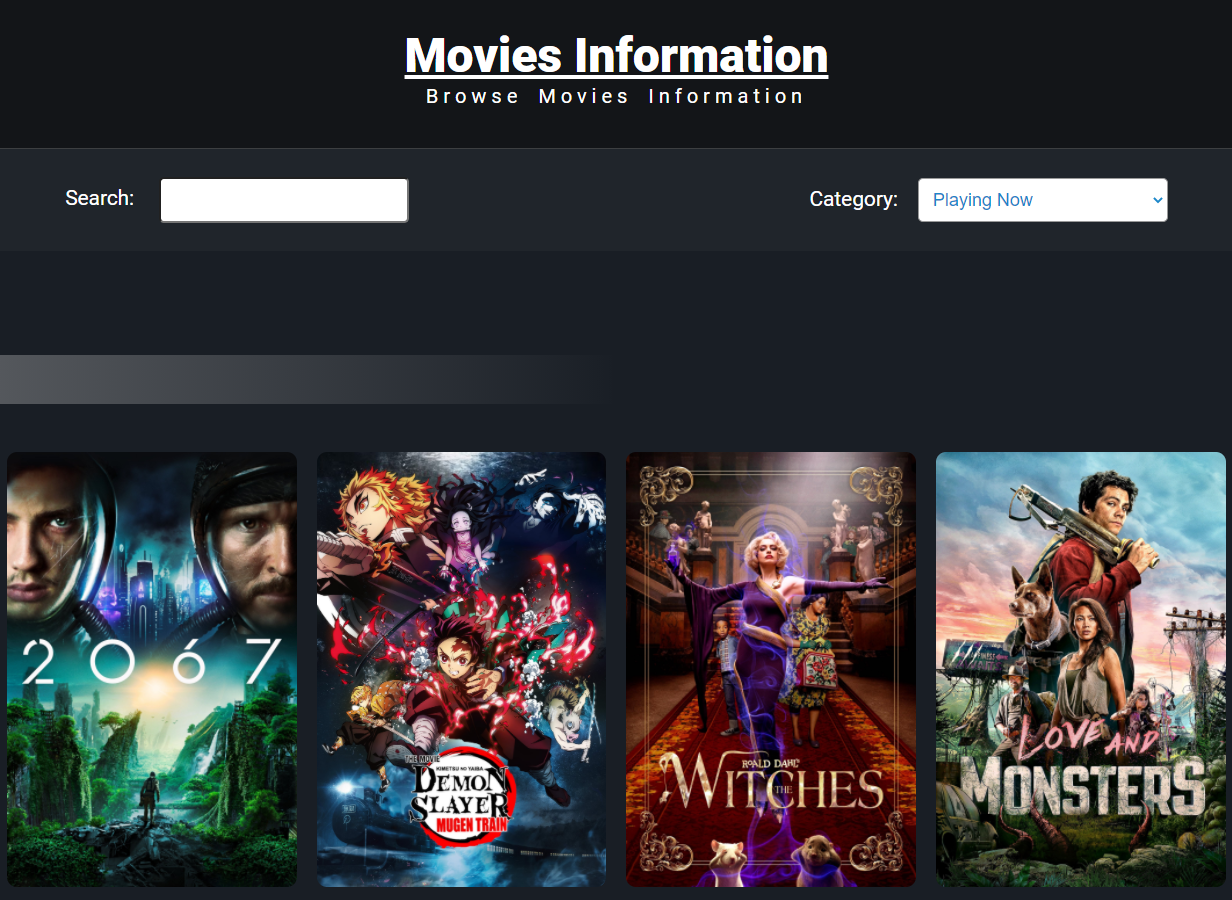 Movies Information
Browse Movies Information
Search:
Category:
Playing Now
2067
THE MOVIE
KIMETSU NO YAIBA
DEMON
SLAYER
MUGEN TRAIN
ROALD DAHL'S
THE
WITCHES
LOVE AND
MONSTERS